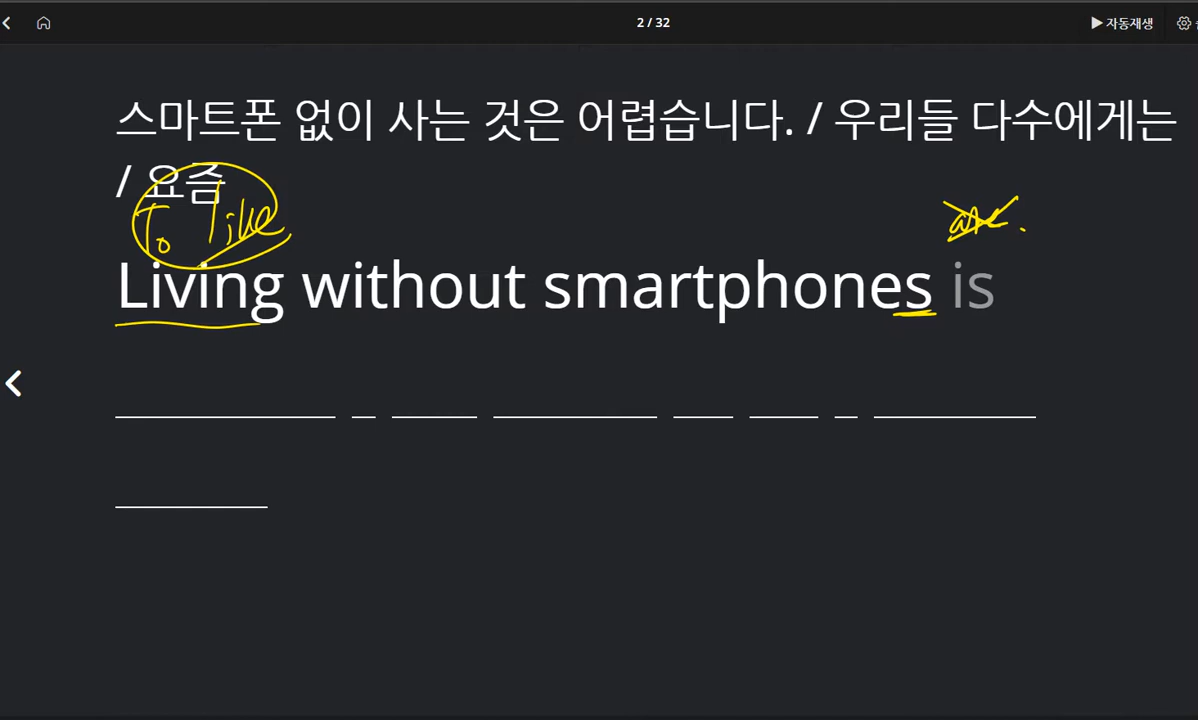 2 / 32
▶ 자동재생
스마트폰 없이 사는 것은 어렵습니다. / 우리들 다수에게는
/ 요즘
To like
are.
Living without smartphones is